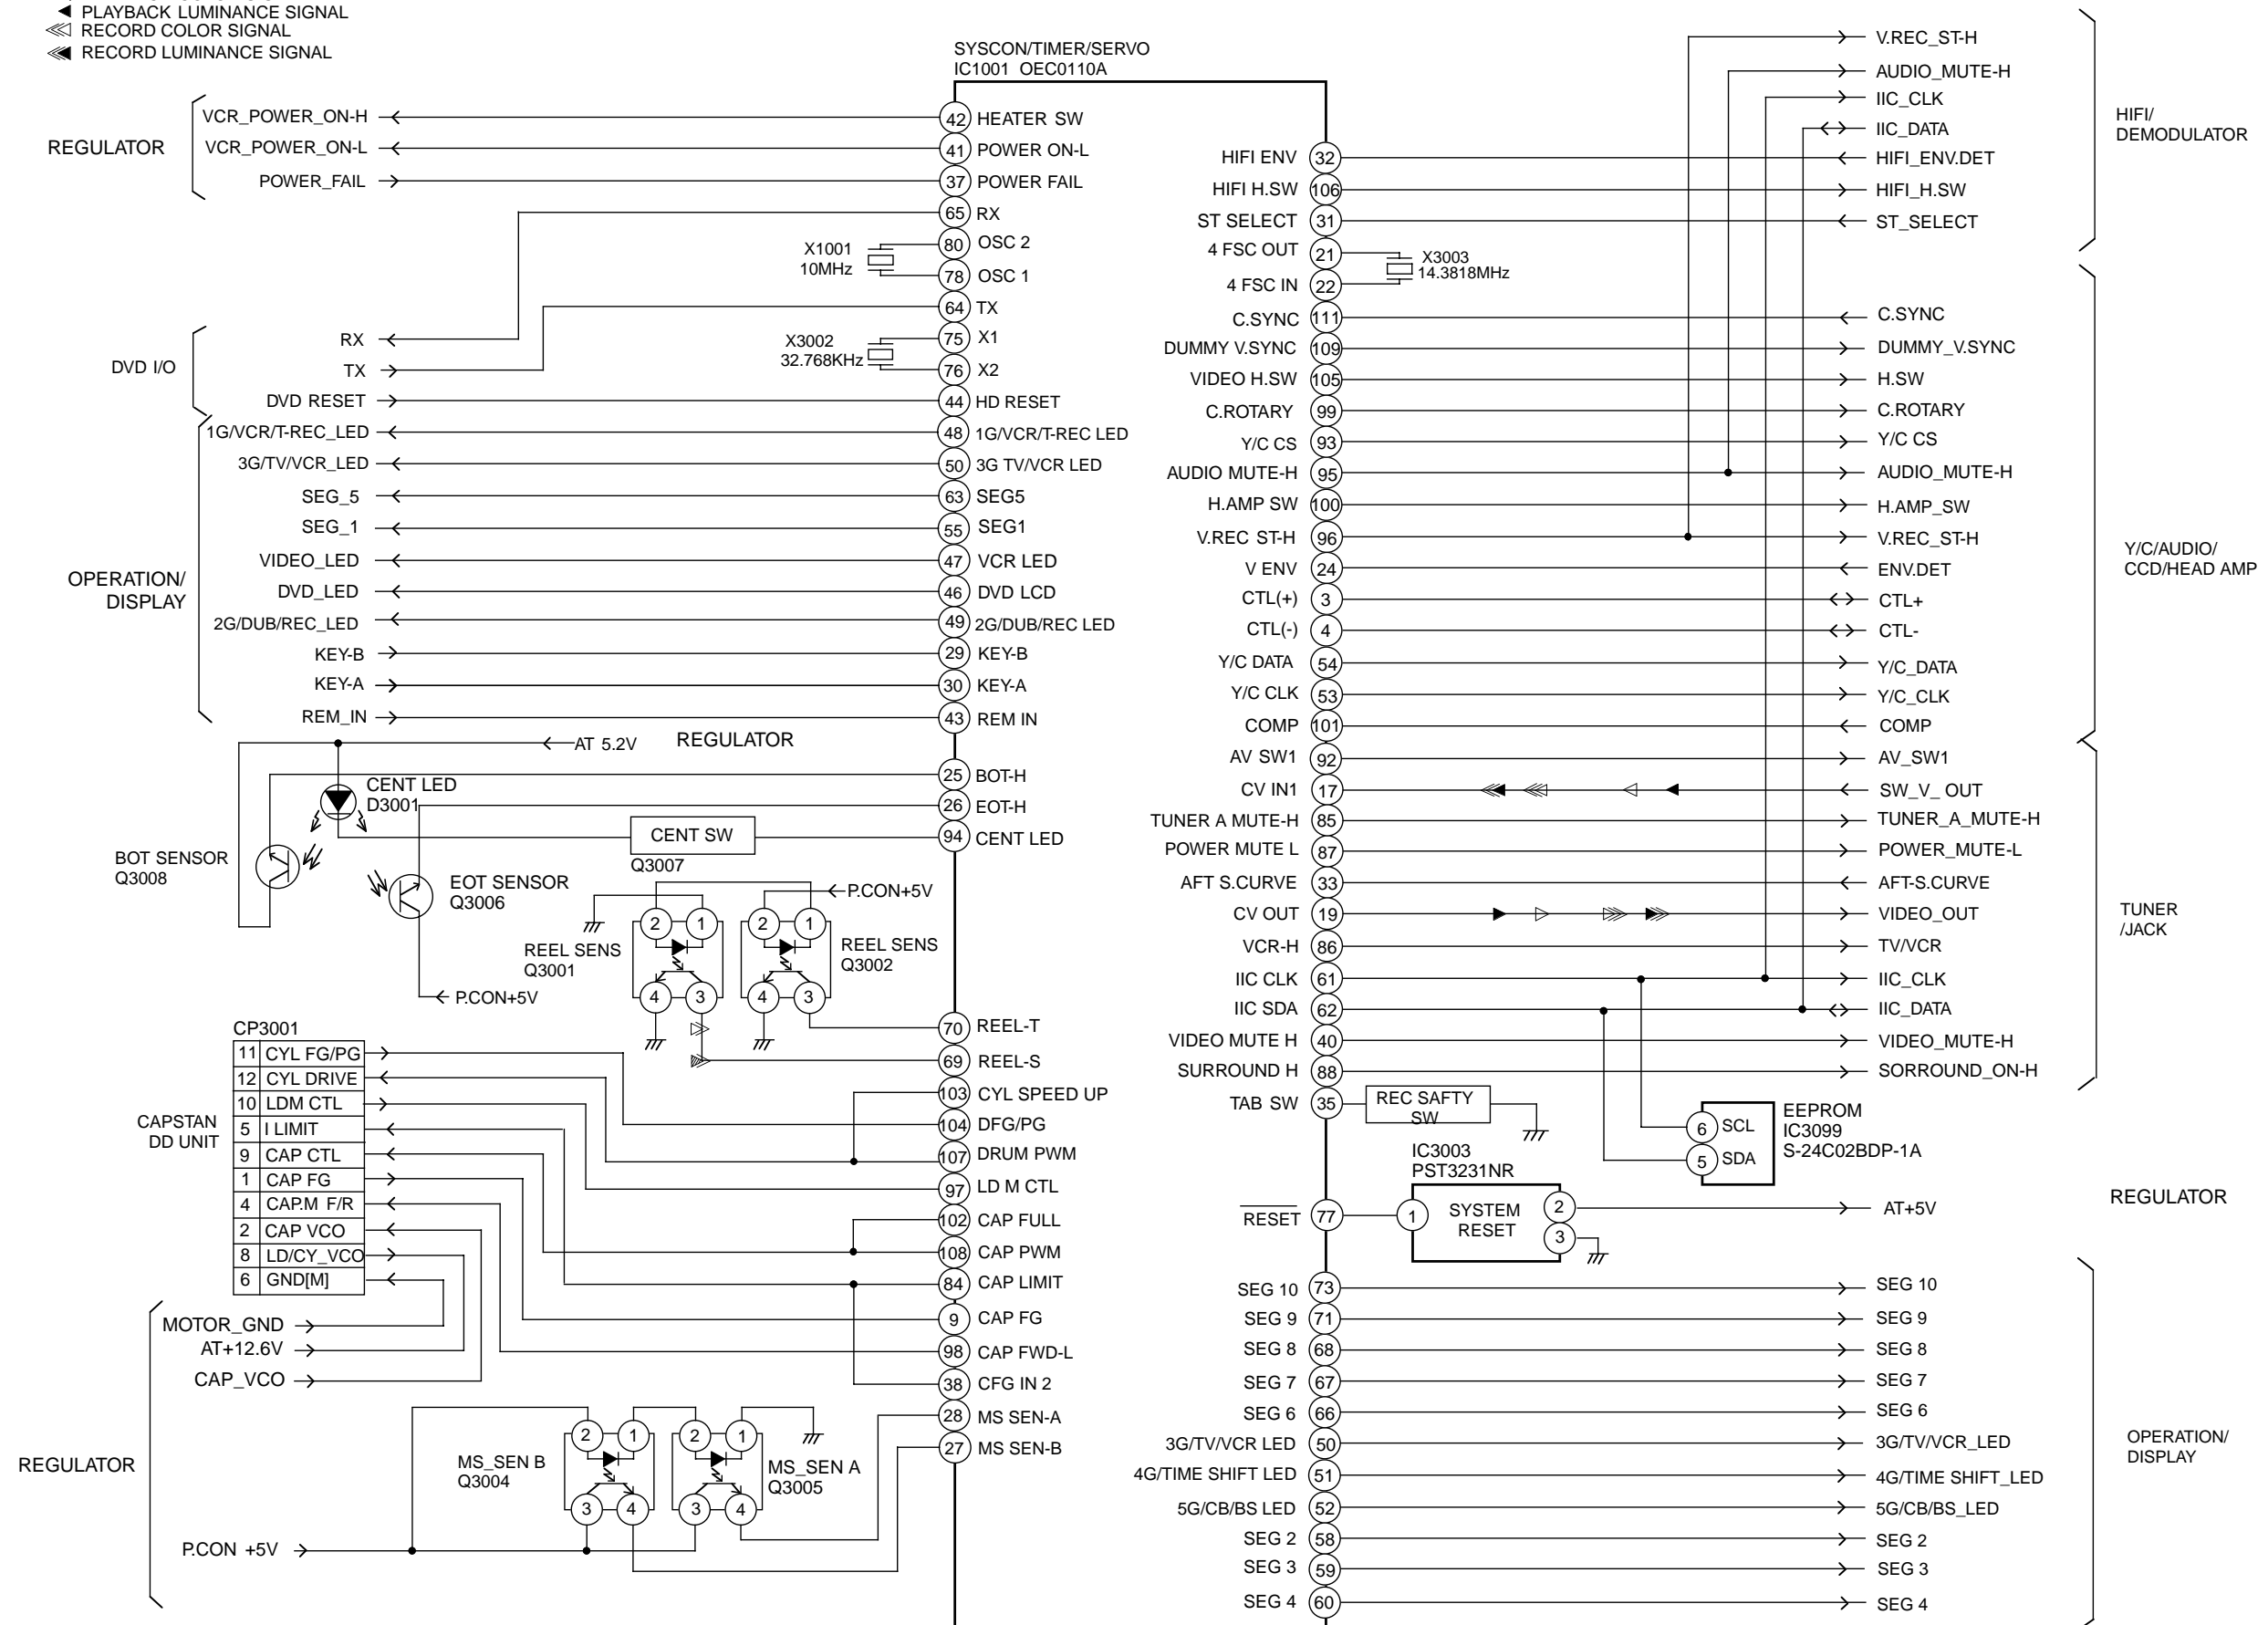 PLAYBACK LUMINANCE SIGNAL
RECORD COLOR SIGNAL
RECORD LUMINANCE SIGNAL
SYSCON/TIMER/SERVO
IC1001 OEC0110A
REGULATOR
VCR_POWER_ON-H
42 HEATER SW
VCR_POWER_ON-L
41 POWER ON-L
POWER_FAIL
37 POWER FAIL
65 RX
X1001
10MHz
80 OSC 2
78 OSC 1
64 TX
X3002
32.768KHz
75 X1
76 X2
DVD I/O
RX
TX
DVD RESET
44 HD RESET
OPERATION/
DISPLAY
1G/VCR/T-REC_LED
48 1G/VCR/T-REC LED
3G/TV/VCR_LED
50 3G TV/VCR LED
SEG_5
63 SEG5
SEG_1
55 SEG1
VIDEO_LED
47 VCR LED
DVD_LED
46 DVD LCD
2G/DUB/REC_LED
49 2G/DUB/REC LED
KEY-B
29 KEY-B
KEY-A
30 KEY-A
REM_IN
43 REM IN
AT 5.2V
REGULATOR
25 BOT-H
CENT LED
D3001
26 EOT-H
CENT SW
Q3007
94 CENT LED
BOT SENSOR
Q3008
EOT SENSOR
Q3006
P.CON+5V
P.CON+5V
REEL SENS
Q3001
2 1
4 3
REEL SENS
Q3002
2 1
4 3
70 REEL-T
69 REEL-S
CP3001
CAPSTAN
DD UNIT
11 CYL FG/PG
12 CYL DRIVE
10 LDM CTL
5 I LIMIT
9 CAP CTL
1 CAP FG
4 CAP.M F/R
2 CAP VCO
8 LD/CY_VCO
6 GND[M]
103 CYL SPEED UP
104 DFG/PG
107 DRUM PWM
97 LD M CTL
102 CAP FULL
108 CAP PWM
84 CAP LIMIT
9 CAP FG
98 CAP FWD-L
38 CFG IN 2
28 MS SEN-A
27 MS SEN-B
MOTOR_GND
AT+12.6V
CAP_VCO
REGULATOR
MS_SEN B
Q3004
2 1
3 4
MS_SEN A
Q3005
2 1
3 4
P.CON +5V
V.REC_ST-H
AUDIO_MUTE-H
IIC_CLK
IIC_DATA
HIFI/
DEMODULATOR
HIFI ENV 32 HIFI_ENV.DET
HIFI H.SW 106 HIFI_H.SW
ST SELECT 31 ST_SELECT
4 FSC OUT 21
X3003
14.3818MHz
4 FSC IN 22
C.SYNC 111 C.SYNC
DUMMY V.SYNC 109 DUMMY_V.SYNC
VIDEO H.SW 105 H.SW
C.ROTARY 99 C.ROTARY
Y/C CS 93 Y/C CS
AUDIO MUTE-H 95 AUDIO_MUTE-H
H.AMP SW 100 H.AMP_SW
V.REC ST-H 96 V.REC_ST-H
V ENV 24 ENV.DET
Y/C/AUDIO/
CCD/HEAD AMP
CTL(+) 3 CTL+
CTL(-) 4 CTL-
Y/C DATA 54 Y/C_DATA
Y/C CLK 53 Y/C_CLK
COMP 101 COMP
AV SW1 92 AV_SW1
CV IN1 17 SW_V_ OUT
TUNER A MUTE-H 85 TUNER_A_MUTE-H
POWER MUTE L 87 POWER_MUTE-L
AFT S.CURVE 33 AFT-S.CURVE
CV OUT 19 VIDEO_OUT
TUNER
/JACK
VCR-H 86 TV/VCR
IIC CLK 61 IIC_CLK
IIC SDA 62 IIC_DATA
VIDEO MUTE H 40 VIDEO_MUTE-H
SURROUND H 88 SORROUND_ON-H
TAB SW 35
REC SAFTY
SW
6 SCL
5 SDA
EEPROM
IC3099
S-24C02BDP-1A
IC3003
PST3231NR
RESET 77
1 SYSTEM
RESET
2
3
AT+5V
REGULATOR
SEG 10 73 SEG 10
SEG 9 71 SEG 9
SEG 8 68 SEG 8
SEG 7 67 SEG 7
SEG 6 66 SEG 6
3G/TV/VCR LED 50 3G/TV/VCR_LED
4G/TIME SHIFT LED 51 4G/TIME SHIFT_LED
5G/CB/BS LED 52 5G/CB/BS_LED
SEG 2 58 SEG 2
SEG 3 59 SEG 3
SEG 4 60 SEG 4
OPERATION/
DISPLAY